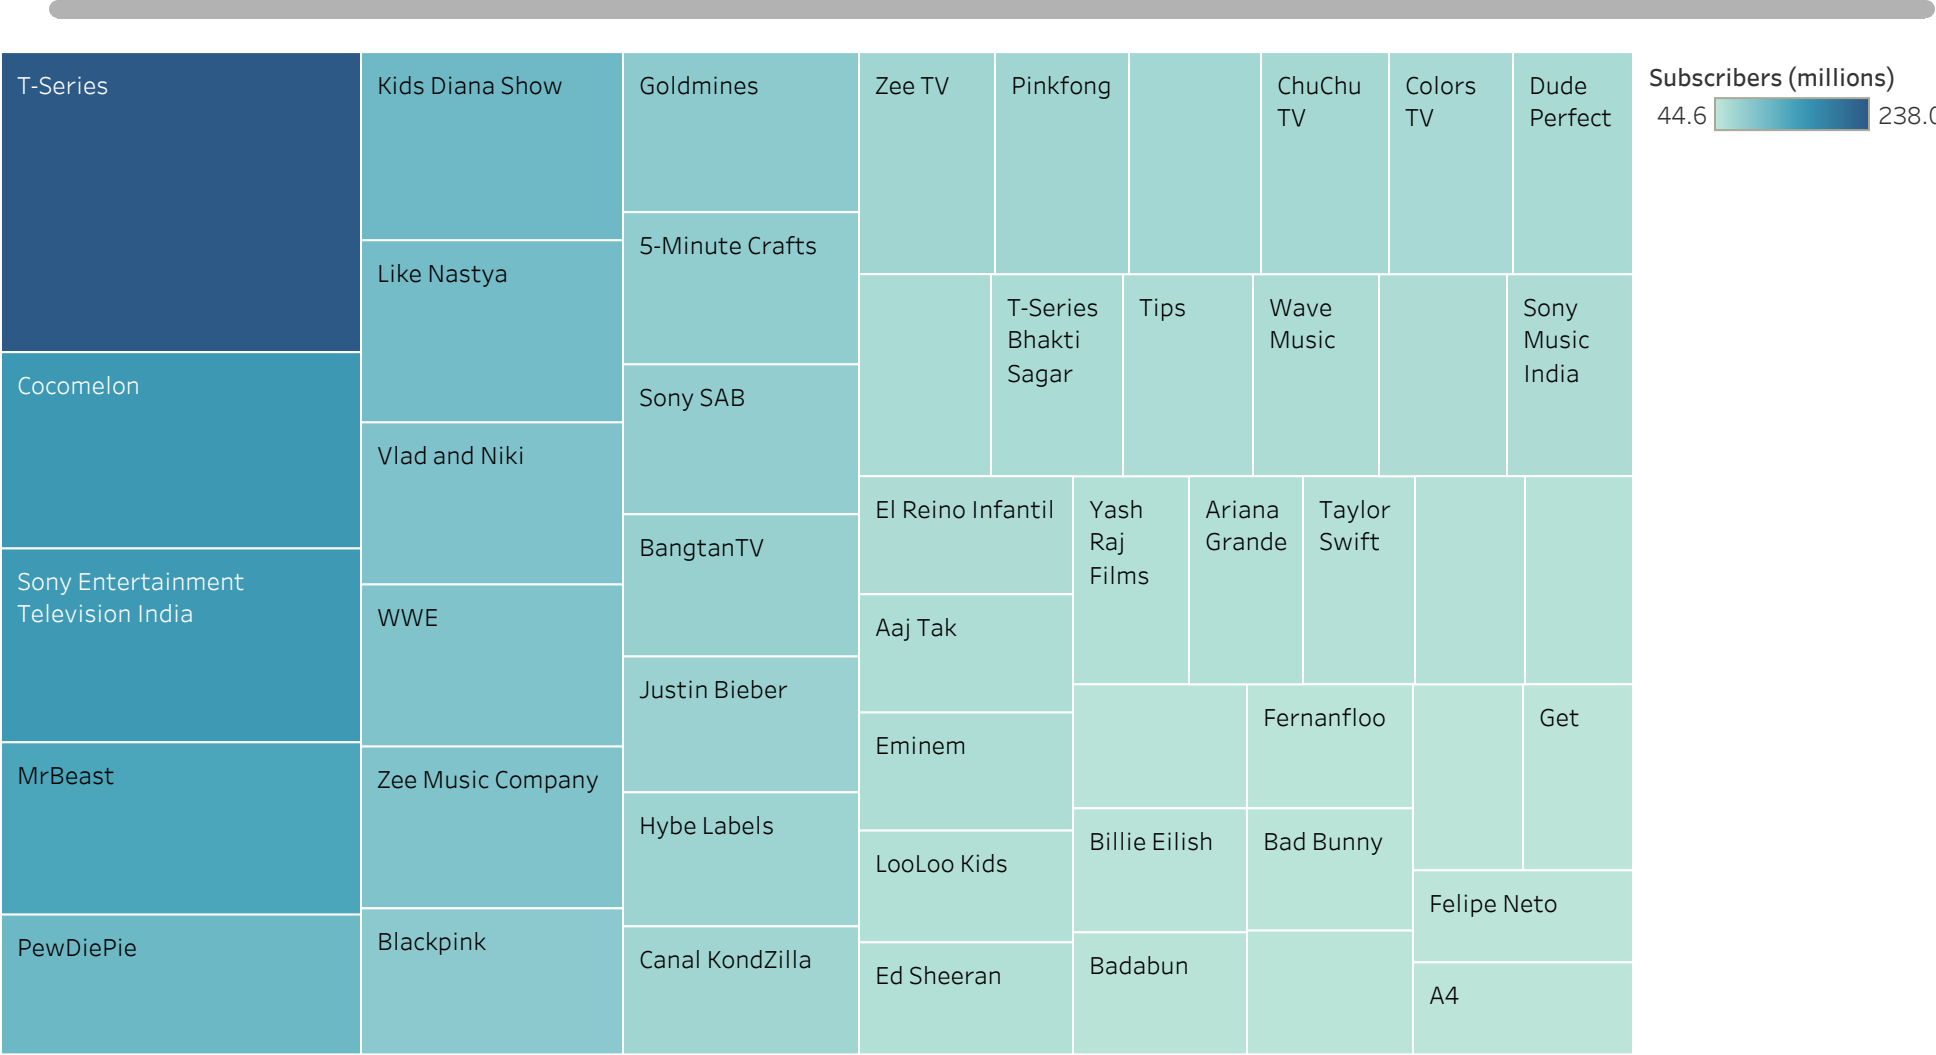 T-Series
Cocomelon
Sony Entertainment
Television India
MrBeast
PewDiePie
Kids Diana Show
Like Nastya
Vlad and Niki
WWE
Zee Music Company
Blackpink
Goldmines
5-Minute Crafts
Sony SAB
BangtanTV
Justin Bieber
Hybe Labels
Canal KondZilla
Zee TV
Pinkfong
ChuChu
TV
Colors
TV
Dude
Perfect
T-Series
Bhakti
Sagar
Tips
Wave
Music
Sony
Music
India
El Reino Infantil
Aaj Tak
Eminem
LooLoo Kids
Ed Sheeran
Yash
Raj
Films
Ariana
Grande
Taylor
Swift
Fernanfloo
Get
Billie Eilish
Bad Bunny
Badabun
Felipe Neto
A4
Subscribers (millions)
44.6
238.0